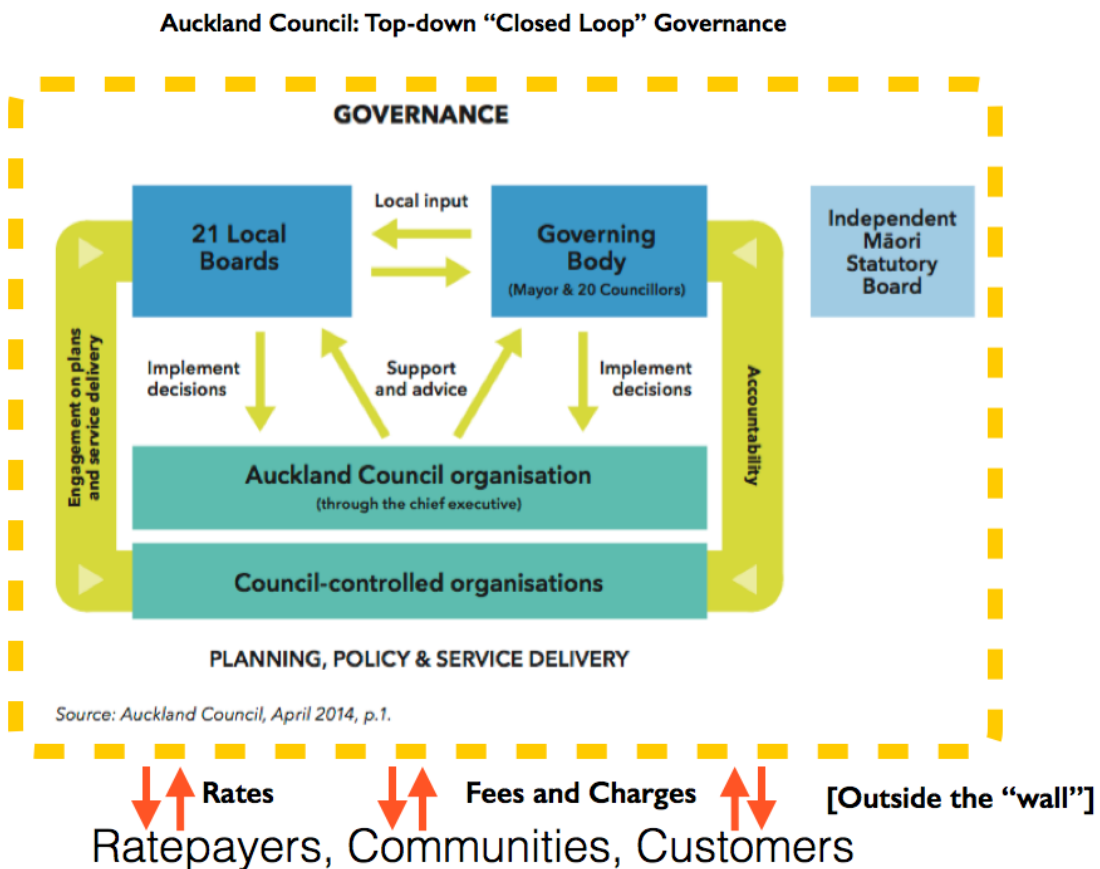 Auckland Council: Top-down “Closed Loop” Governance
GOVERNANCE
21 Local
Boards
Local input
Governing
Body
(Mayor & 20 Councillors)
Independent
Māori
Statutory
Board
Engagement on plans
and service delivery
Implement
decisions
Support
and advice
Implement
decisions
Accountability
Auckland Council organisation
(through the chief executive)
Council-controlled organisations
PLANNING, POLICY & SERVICE DELIVERY
Source: Auckland Council, April 2014, p.1.
Rates
Fees and Charges
[Outside the “wall”]
Ratepayers, Communities, Customers